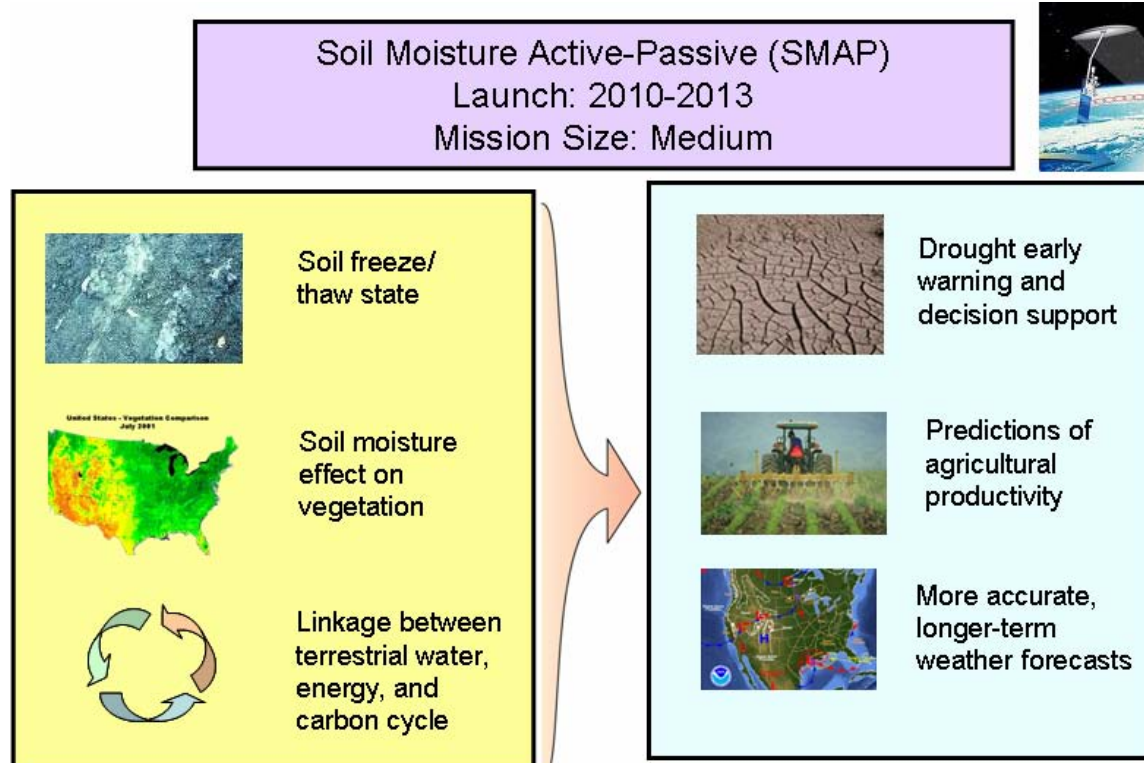 Soil Moisture Active-Passive (SMAP)
Launch: 2010-2013
Mission Size: Medium
Soil freeze/
thaw state
United States - Vegetation Comparison
July 2001
Soil moisture
effect on
vegetation
Linkage between
terrestrial water,
energy, and
carbon cycle
Drought early
warning and
decision support
Predictions of
agricultural
productivity
More accurate,
longer-term
weather forecasts
H